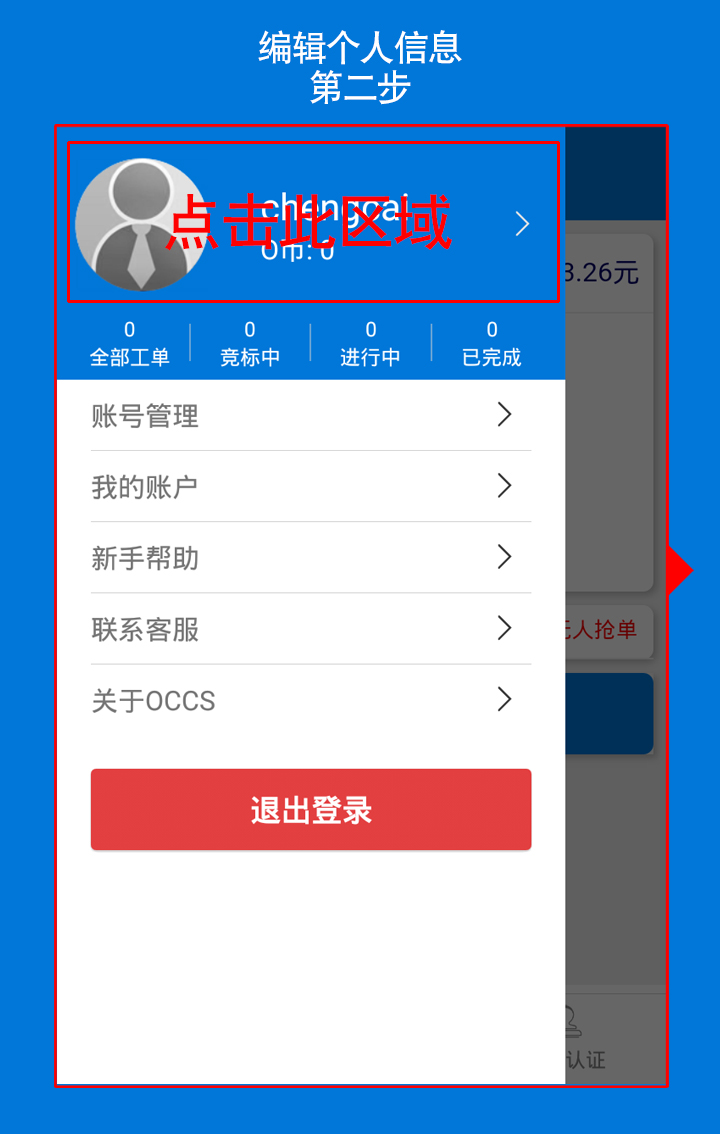 编辑个人信息
第二步
点击此区域
O币: 0
3.26元
0
0
0
0
全部工单
竞标中
进行中
已完成
账号管理
我的账户
新手帮助
联系客服
关于OCCS
人抢单
退出登录
认证